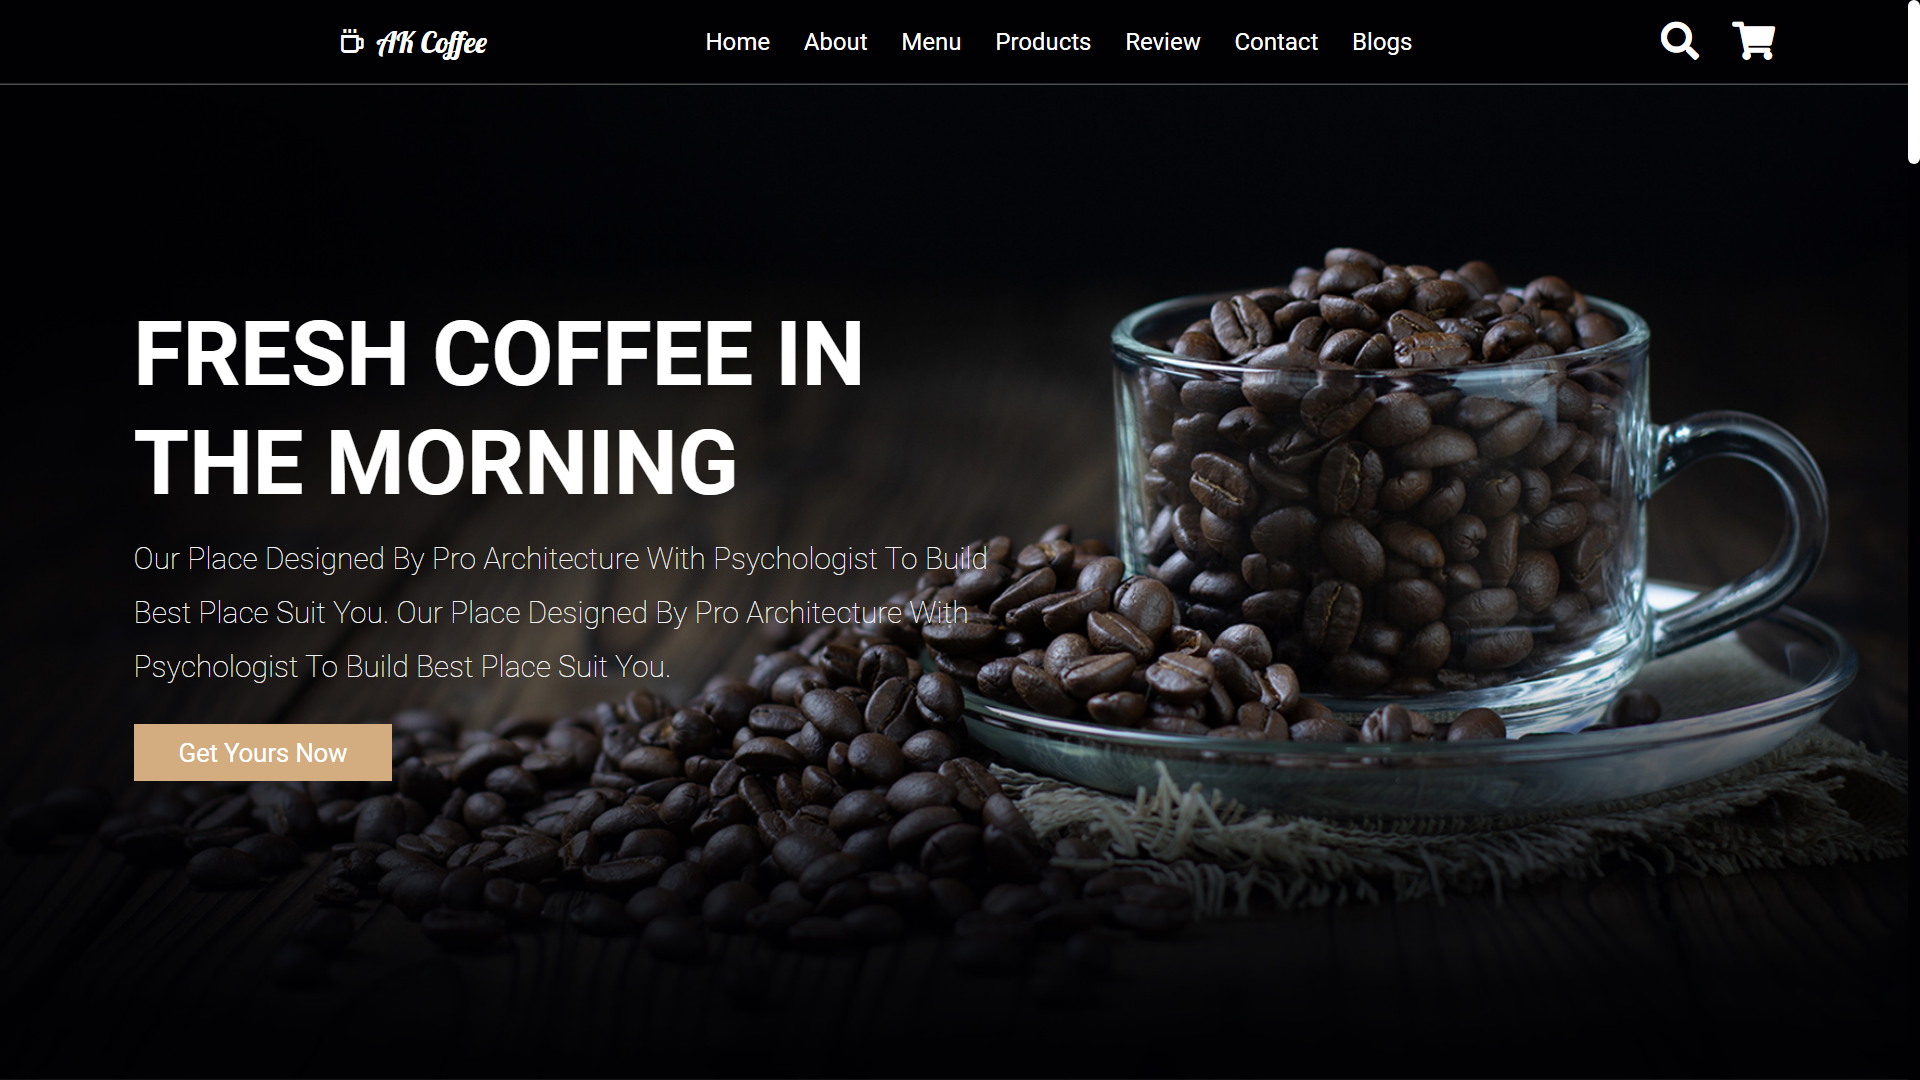 AK Coffee
Home About Menu Products Review Contact Blogs
FRESH COFFEE IN
THE MORNING
Our Place Designed By Pro Architecture With Psychologist To Build
Best Place Suit You. Our Place Designed By Pro Architecture With
Psychologist To Build Best Place Suit You.
Get Yours Now